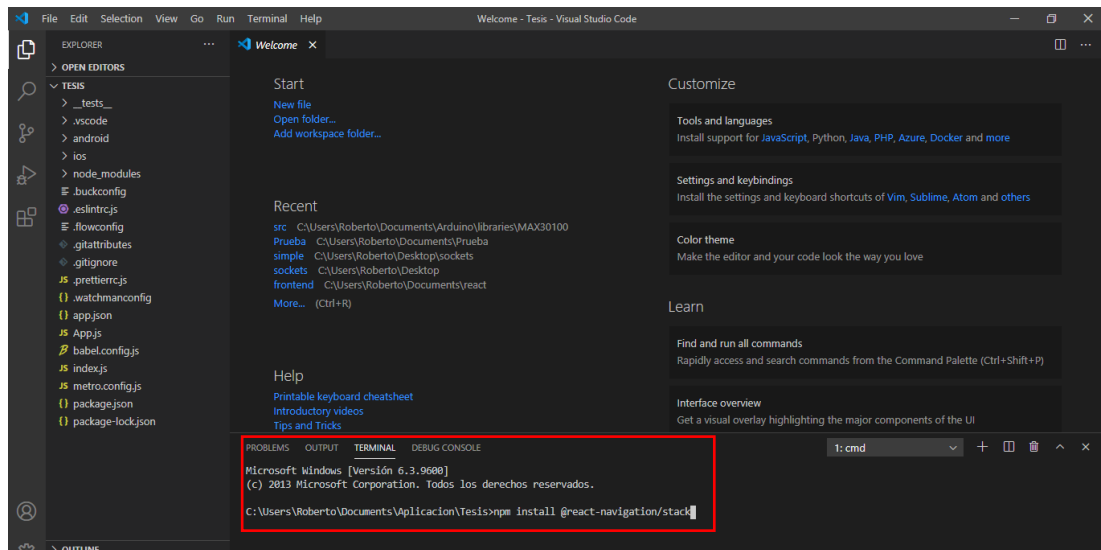 File Edit Selection View Go Run Terminal Help
Welcome - Tesis - Visual Studio Code
EXPLORER
Welcome
OPEN EDITORS
TESIS
__tests__
.vscode
android
ios
node_modules
.buckconfig
.eslintrc.js
.flowconfig
.gitattributes
.gitignore
JS .prettierrc.js
{} .watchmanconfig
{} app.json
JS App.js
babel.config.js
JS index.js
JS metro.config.js
{} package.json
{} package-lock.json
OUTLINE
Start
New file
Open folder...
Add workspace folder...
Recent
src C:\Users\Roberto\Documents\Arduino\libraries\MAX30100
Prueba C:\Users\Roberto\Documents\Prueba
simple C:\Users\Roberto\Desktop\sockets
sockets C:\Users\Roberto\Desktop
frontend C:\Users\Roberto\Documents\react
More... (Ctrl+R)
Help
Printable keyboard cheatsheet
Introductory videos
Tips and Tricks
Customize
Tools and languages
Install support for JavaScript, Python, Java, PHP, Azure, Docker and more
Settings and keybindings
Install the settings and keyboard shortcuts of Vim, Sublime, Atom and others
Color theme
Make the editor and your code look the way you love
Learn
Find and run all commands
Rapidly access and search commands from the Command Palette (Ctrl+Shift+P)
Interface overview
Get a visual overlay highlighting the major components of the UI
PROBLEMS OUTPUT TERMINAL DEBUG CONSOLE
1: cmd
Microsoft Windows [Versión 6.3.9600]
(c) 2013 Microsoft Corporation. Todos los derechos reservados.
C:\Users\Roberto\Documents\Aplicacion\Tesis>npm install @react-navigation/stack